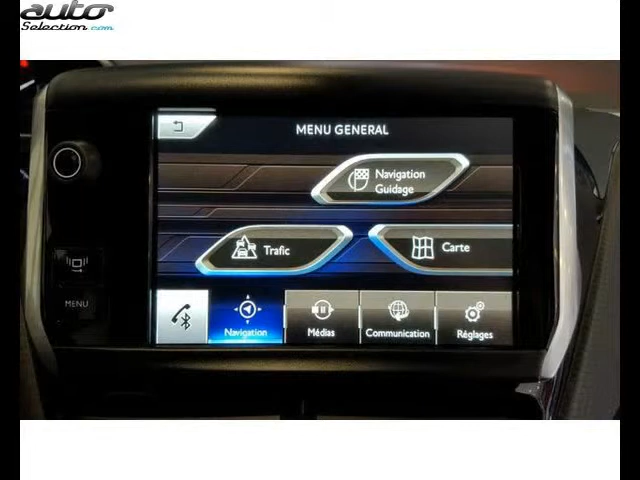 auto
Selection.com
MENU GENERAL
Navigation
Guidage
Trafic
Carte
MENU
Navigation
Médias
Communication
Réglages